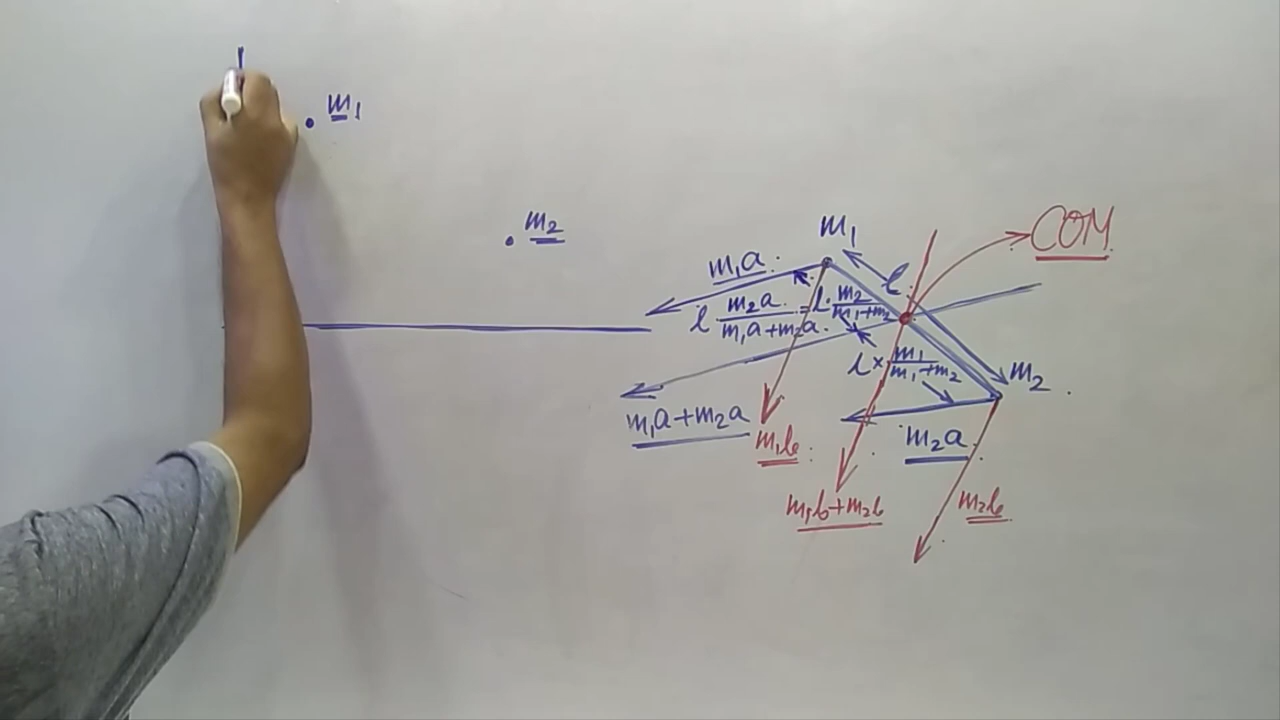 m₁
m₂
m₁
COM
m₁a
l
l · m₂a / m₁a+m₂a = l · m₂ / m₁+m₂
l × m₁ / m₁+m₂
m₂
m₁a+m₂a
m₁b
m₂a
m₁b+m₂b
m₂b